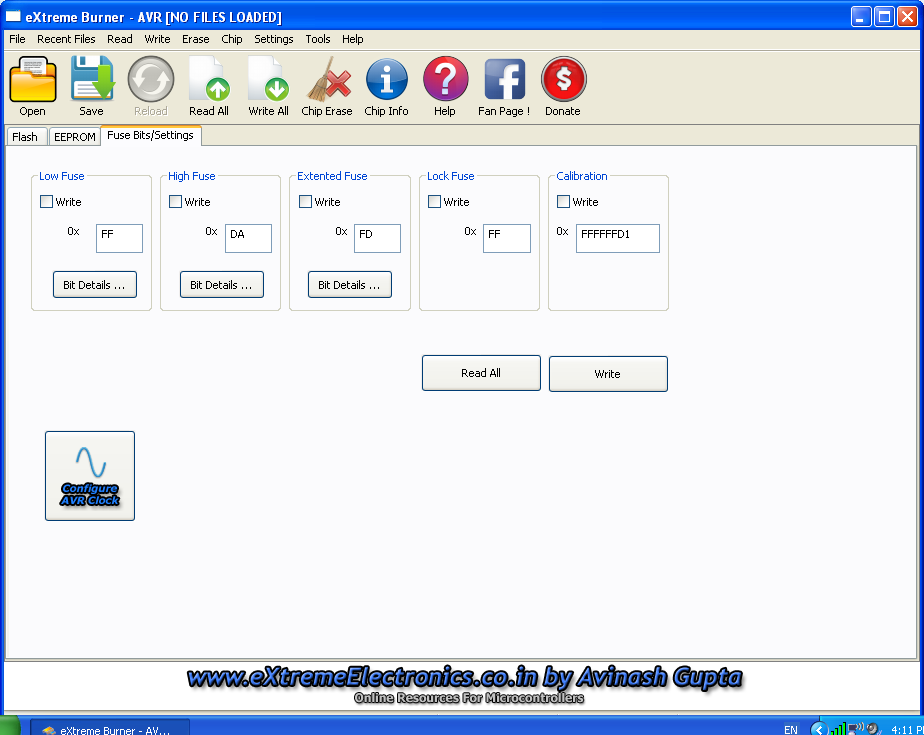 eXtreme Burner - AVR [NO FILES LOADED]
File Recent Files Read Write Erase Chip Settings Tools Help
Open Save Reload Read All Write All Chip Erase Chip Info Help Fan Page ! Donate
Flash EEPROM Fuse Bits/Settings
Low Fuse High Fuse Extented Fuse Lock Fuse Calibration
Write Write Write Write Write
0x FF 0x DA 0x FD 0x FF 0x FFFFFFD1
Bit Details ... Bit Details ... Bit Details ...
Read All Write
Configure
AVR Clock
www.eXtremeElectronics.co.in by Avinash Gupta
Online Resources For Microcontrollers
eXtreme Burner - AV... EN 4:11 P